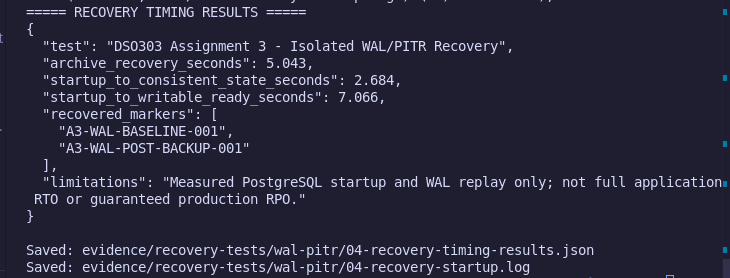 ===== RECOVERY TIMING RESULTS =====
{
  "test": "DSO303 Assignment 3 - Isolated WAL/PITR Recovery",
  "archive_recovery_seconds": 5.043,
  "startup_to_consistent_state_seconds": 2.684,
  "startup_to_writable_ready_seconds": 7.066,
  "recovered_markers": [
    "A3-WAL-BASELINE-001",
    "A3-WAL-POST-BACKUP-001"
  ],
  "limitations": "Measured PostgreSQL startup and WAL replay only; not full application
 RTO or guaranteed production RPO."
}
Saved: evidence/recovery-tests/wal-pitr/04-recovery-timing-results.json
Saved: evidence/recovery-tests/wal-pitr/04-recovery-startup.log